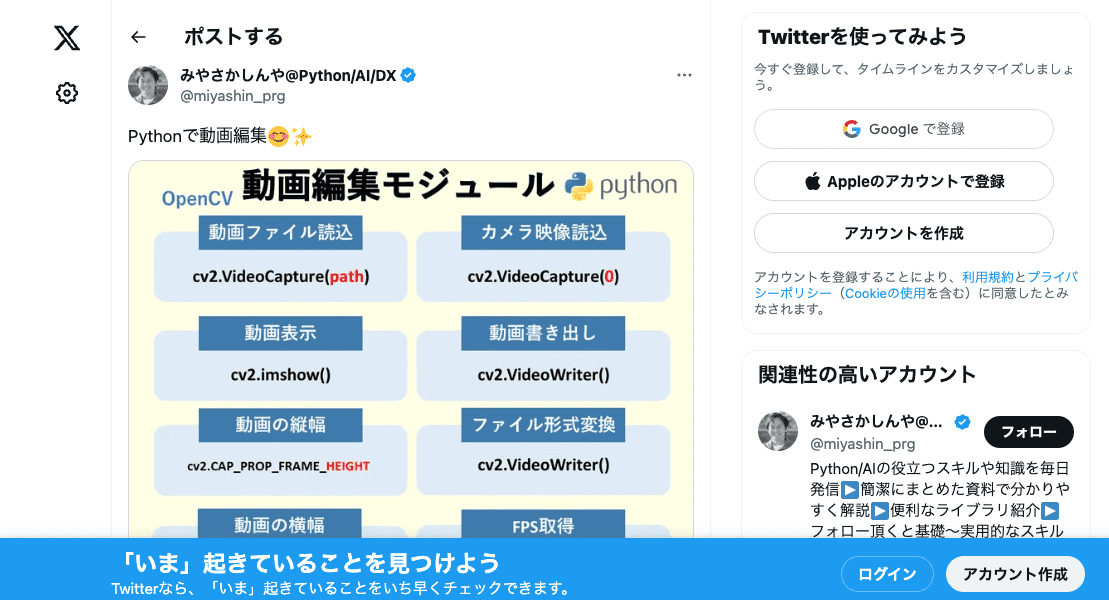 ポストする
みやさかしんや@Python/AI/DX
@miyashin_prg
Pythonで動画編集😊✨
OpenCV 動画編集モジュール python
動画ファイル読込
cv2.VideoCapture(path)
カメラ映像読込
cv2.VideoCapture(0)
動画表示
cv2.imshow()
動画書き出し
cv2.VideoWriter()
動画の縦幅
cv2.CAP_PROP_FRAME_HEIGHT
ファイル形式変換
cv2.VideoWriter()
動画の横幅
FPS取得
Twitterを使ってみよう
今すぐ登録して、タイムラインをカスタマイズしましょ
う。
Google で登録
Appleのアカウントで登録
アカウントを作成
アカウントを登録することにより、利用規約とプライバ
シーポリシー（Cookieの使用を含む）に同意したとみ
なされます。
関連性の高いアカウント
みやさかしんや@...
@miyashin_prg
フォロー
Python/AIの役立つスキルや知識を毎日
発信▶️簡潔にまとめた資料で分かりや
すく解説▶️便利なライブラリ紹介▶️
フォロー頂くと基礎〜実用的なスキル
「いま」起きていることを見つけよう
Twitterなら、「いま」起きていることをいち早くチェックできます。
ログイン
アカウント作成